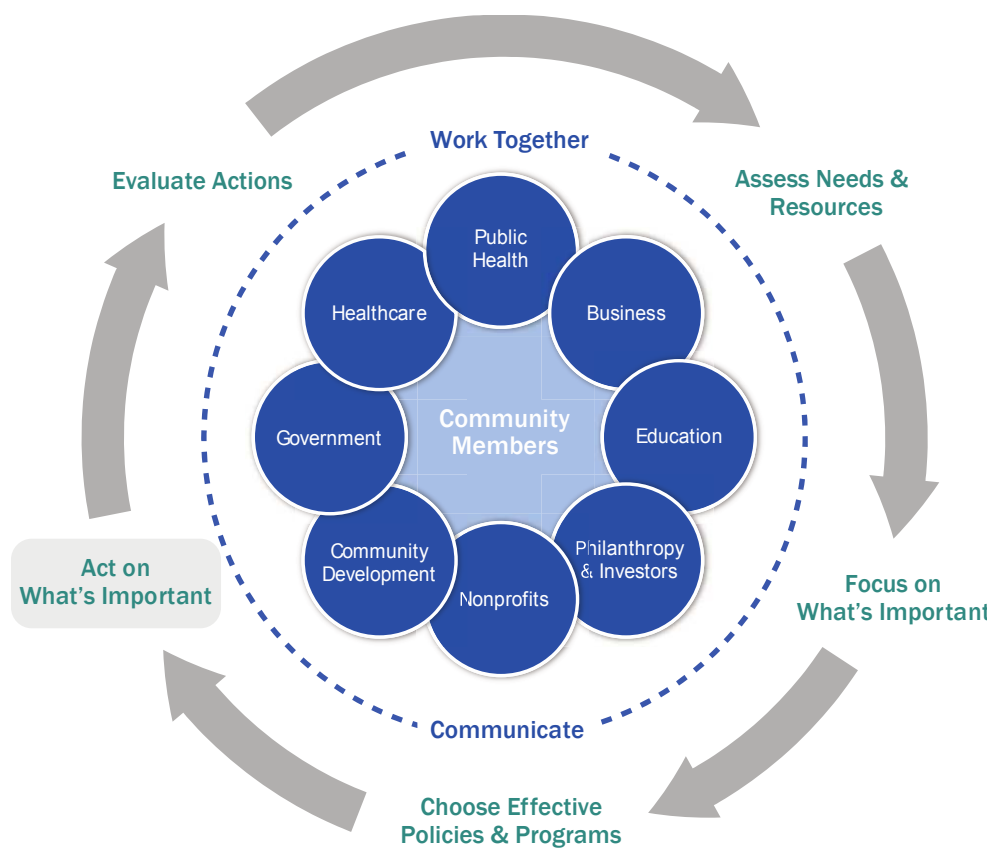 Work Together
Evaluate Actions
Assess Needs &
Resources
Public
Health
Healthcare
Business
Community
Members
Government
Education
Community
Development
Philanthropy
& Investors
Nonprofits
Act on
What's Important
Focus on
What's Important
Communicate
Choose Effective
Policies & Programs